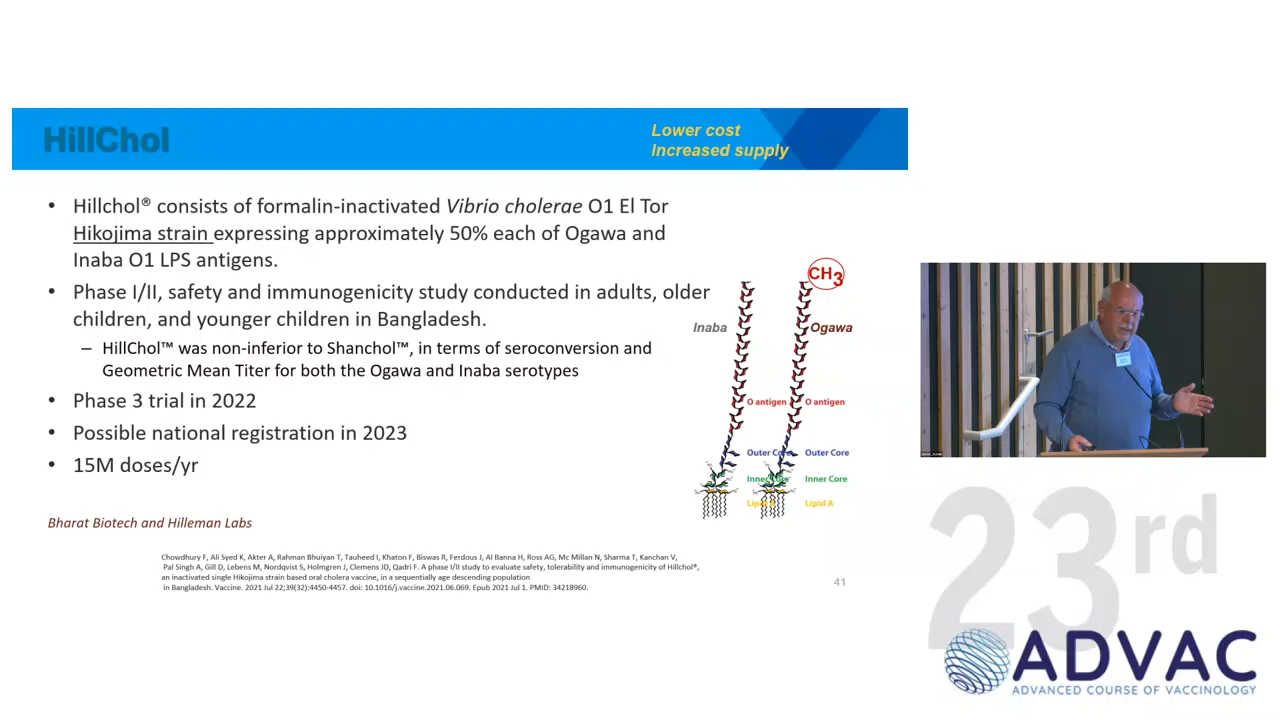 HillChol
Lower cost
Increased supply
• Hillchol® consists of formalin-inactivated Vibrio cholerae O1 El Tor
Hikojima strain expressing approximately 50% each of Ogawa and
Inaba O1 LPS antigens.
• Phase I/II, safety and immunogenicity study conducted in adults, older
children, and younger children in Bangladesh.
– HillChol™ was non-inferior to Shanchol™, in terms of seroconversion and
Geometric Mean Titer for both the Ogawa and Inaba serotypes
• Phase 3 trial in 2022
• Possible national registration in 2023
• 15M doses/yr
CH3
Inaba
Ogawa
O antigen
O antigen
Outer Core
Outer Core
Inner Core
Inner Core
Lipid A
Bharat Biotech and Hilleman Labs
Chowdhury F, Ali Syed K, Akter A, Rahman Bhuiyan T, Tauheed I, Khaton F, Biswas R, Ferdous J, Al Banna H, Ross AG, Mc Millan N, Sharma T, Kanchan V,
Pal Singh A, Gill D, Lebens M, Nordqvist S, Holmgren J, Clemens JD, Qadri F. A phase I/II study to evaluate safety, tolerability and immunogenicity of Hillchol®,
an inactivated single Hikojima strain based oral cholera vaccine, in a sequentially age descending population
in Bangladesh. Vaccine. 2021 Jul 22;39(32):4450-4457. doi: 10.1016/j.vaccine.2021.06.069. Epub 2021 Jul 1. PMID: 34218960.
41
23rd
ADVAC
ADVANCED COURSE OF VACCINOLOGY